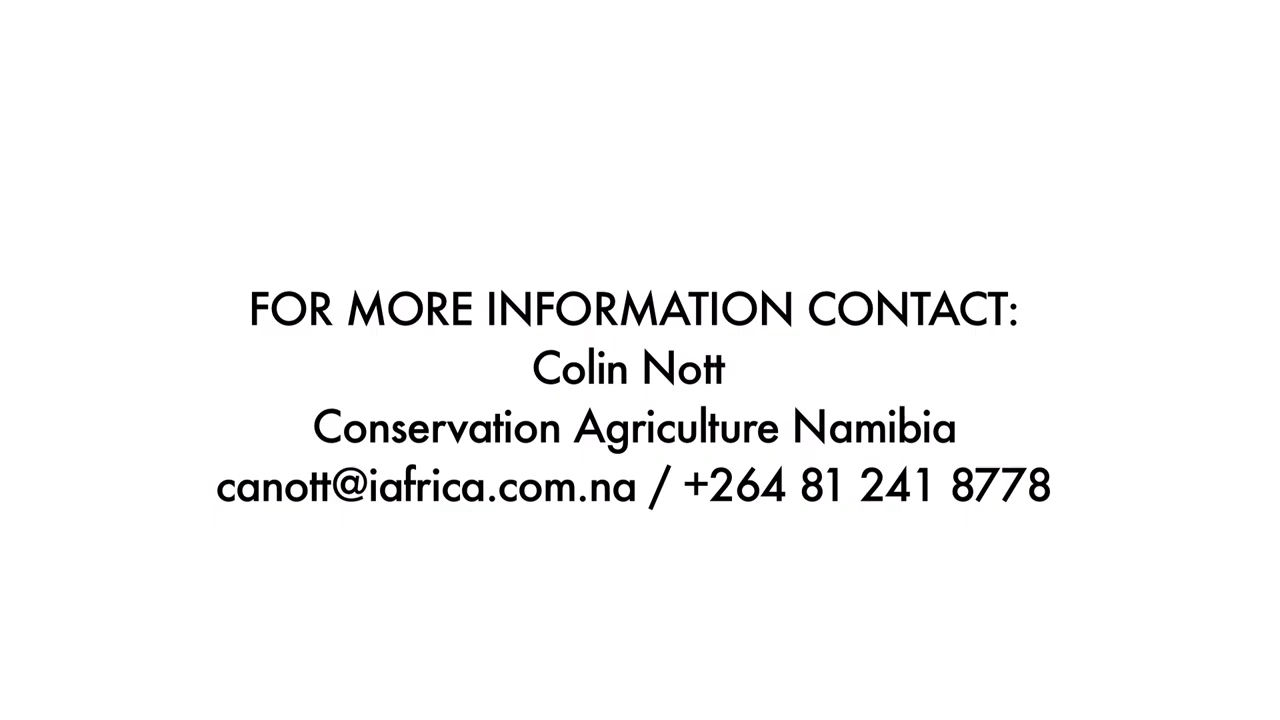 FOR MORE INFORMATION CONTACT:
Colin Nott
Conservation Agriculture Namibia
canott@iafrica.com.na / +264 81 241 8778